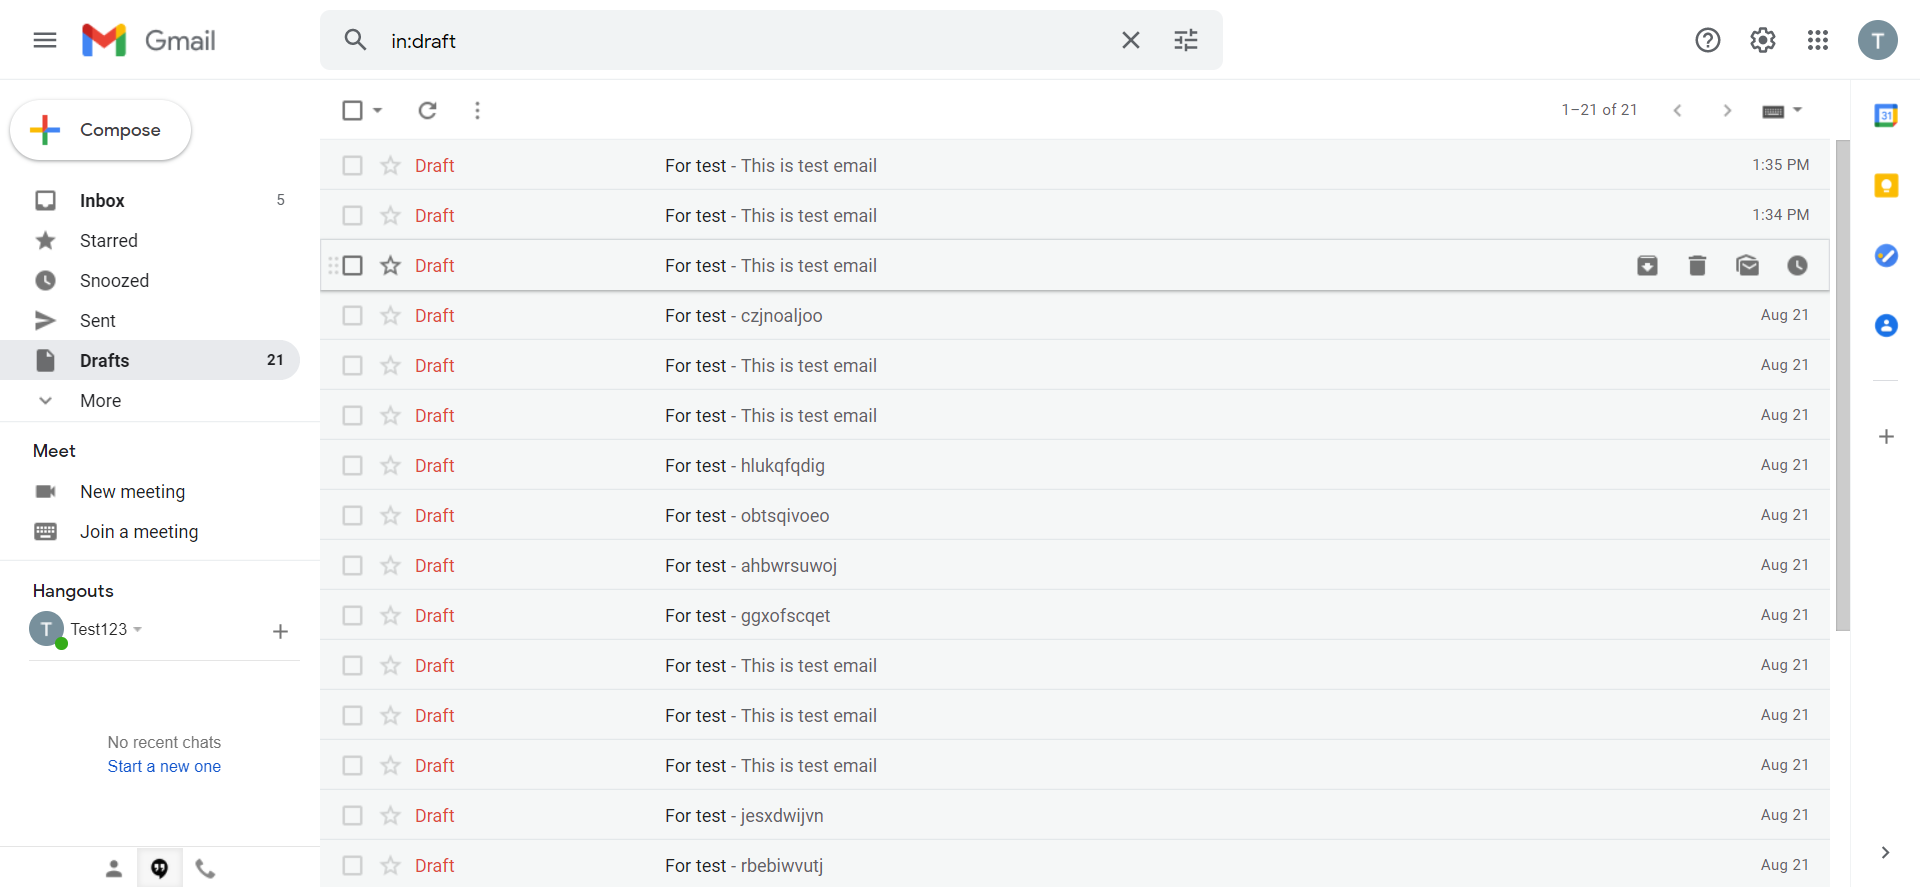 Gmail
in:draft
T
Compose
1–21 of 21
31
Inbox 5
Starred
Snoozed
Sent
Drafts 21
More
Meet
New meeting
Join a meeting
Hangouts
T Test123
No recent chats
Start a new one
Draft For test - This is test email 1:35 PM
Draft For test - This is test email 1:34 PM
Draft For test - This is test email
Draft For test - czjnoaljoo Aug 21
Draft For test - This is test email Aug 21
Draft For test - This is test email Aug 21
Draft For test - hlukqfqdig Aug 21
Draft For test - obtsqivoeo Aug 21
Draft For test - ahbwrsuwoj Aug 21
Draft For test - ggxofscqet Aug 21
Draft For test - This is test email Aug 21
Draft For test - This is test email Aug 21
Draft For test - This is test email Aug 21
Draft For test - jesxdwijvn Aug 21
Draft For test - rbebiwvutj Aug 21